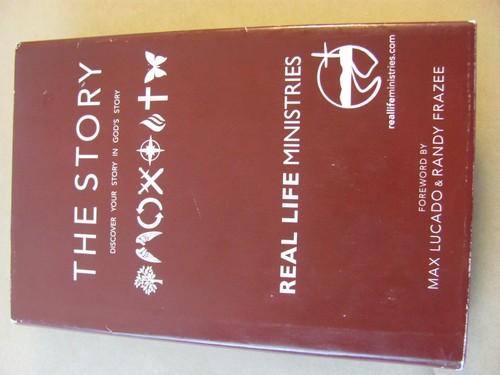 THE STORY
DISCOVER YOUR STORY IN GOD'S STORY
REAL LIFE MINISTRIES
reallifeministries.com
FOREWORD BY
MAX LUCADO & RANDY FRAZEE